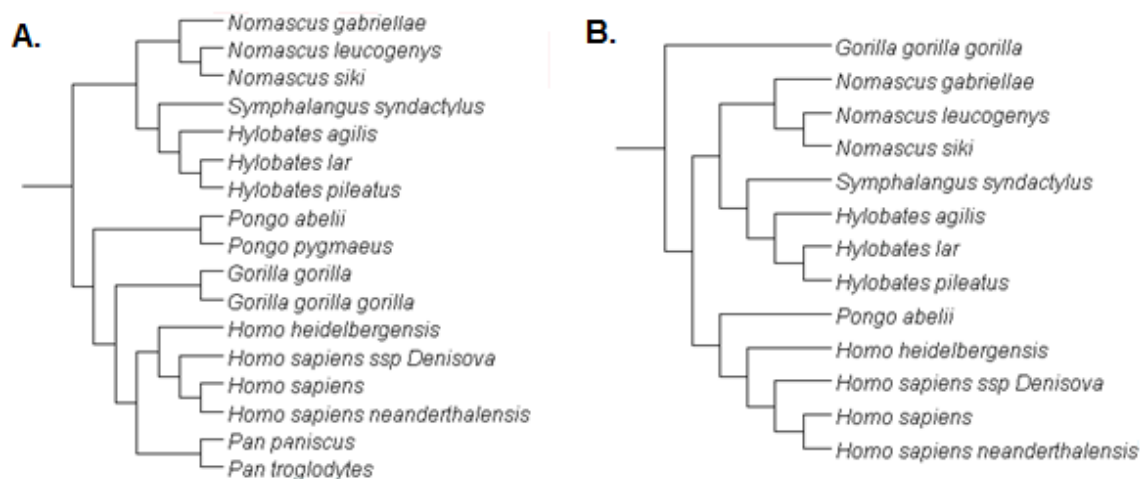 A.
Nomascus gabriellae
Nomascus leucogenys
Nomascus siki
Symphalangus syndactylus
Hylobates agilis
Hylobates lar
Hylobates pileatus
Pongo abelii
Pongo pygmaeus
Gorilla gorilla
Gorilla gorilla gorilla
Homo heidelbergensis
Homo sapiens ssp Denisova
Homo sapiens
Homo sapiens neanderthalensis
Pan paniscus
Pan troglodytes
B.
Gorilla gorilla gorilla
Nomascus gabriellae
Nomascus leucogenys
Nomascus siki
Symphalangus syndactylus
Hylobates agilis
Hylobates lar
Hylobates pileatus
Pongo abelii
Homo heidelbergensis
Homo sapiens ssp Denisova
Homo sapiens
Homo sapiens neanderthalensis